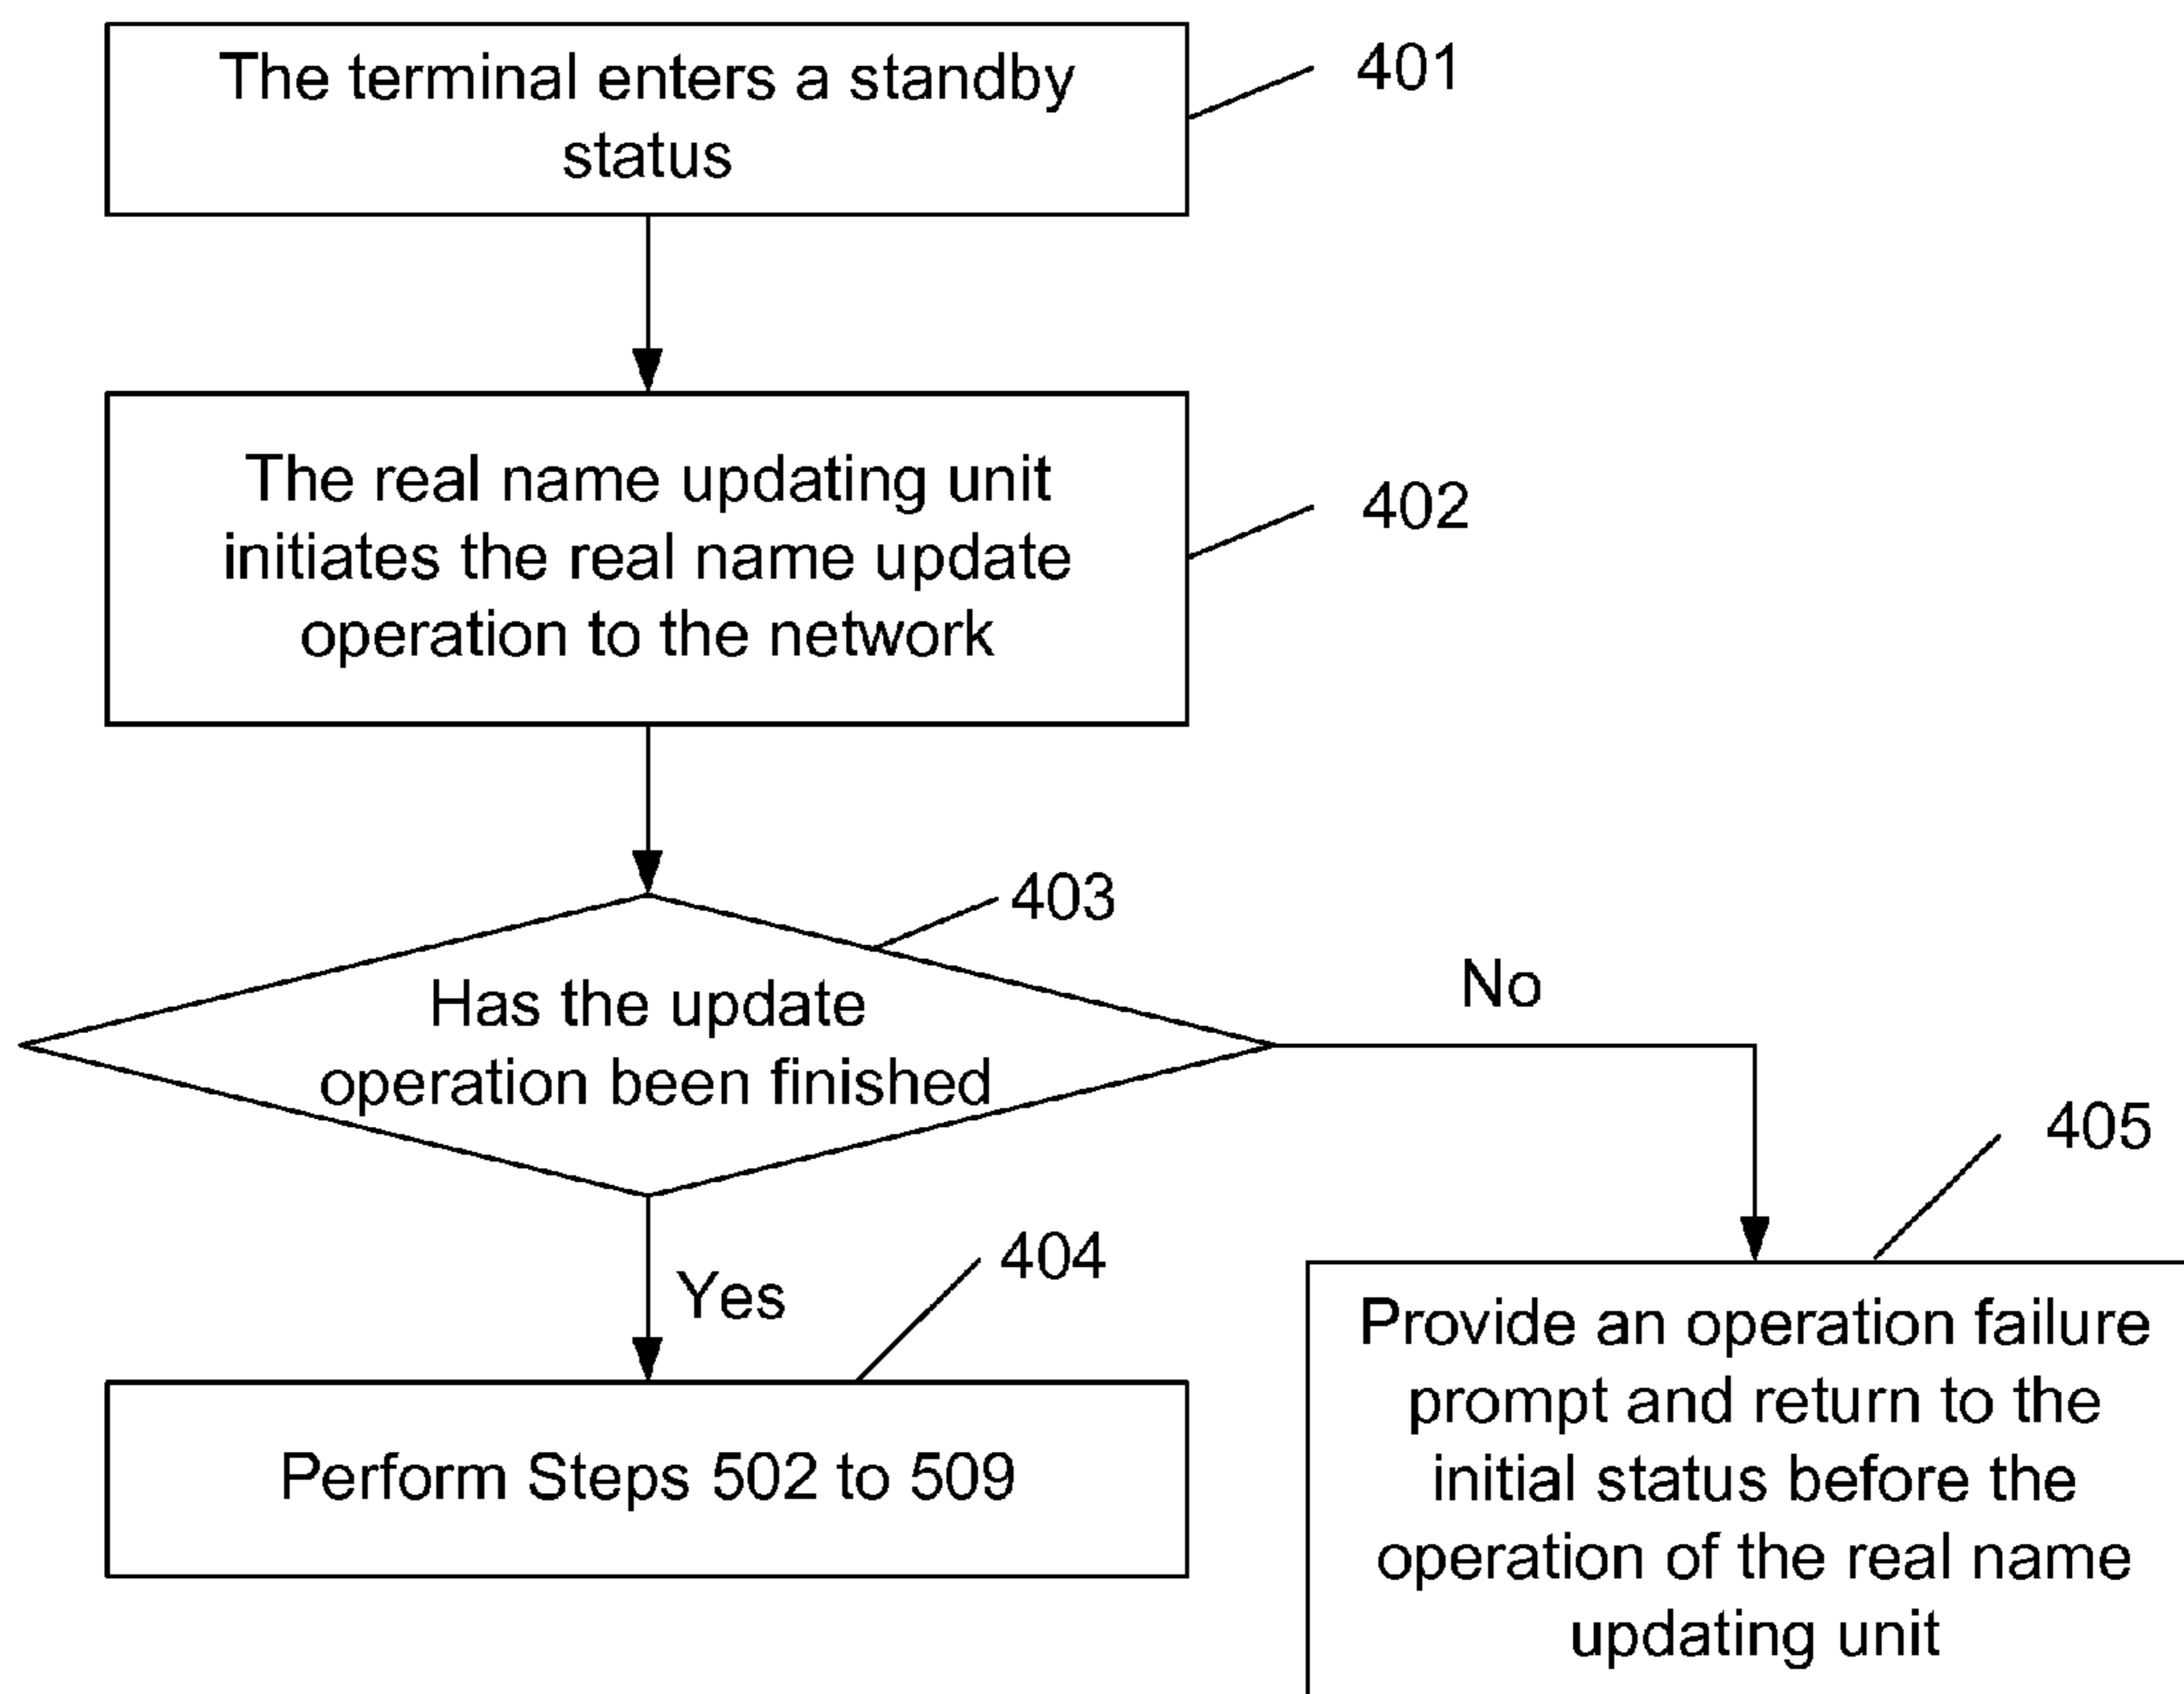 The terminal enters a standby
status
401
The real name updating unit
initiates the real name update
operation to the network
402
403
Has the update
operation been finished
No
Yes
404
Perform Steps 502 to 509
405
Provide an operation failure
prompt and return to the
initial status before the
operation of the real name
updating unit